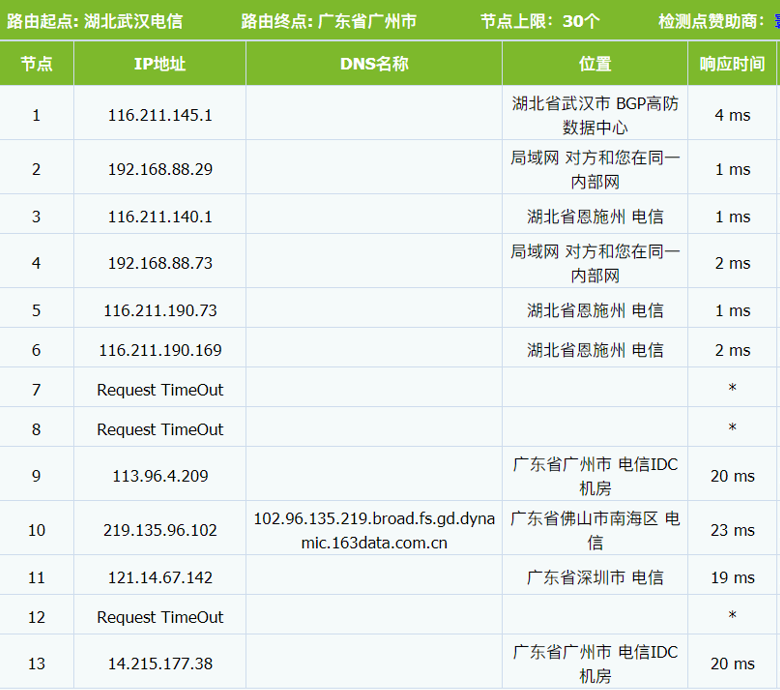 路由起点: 湖北武汉电信 路由终点: 广东省广州市 节点上限：30个 检测点赞助商：
节点 IP地址 DNS名称 位置 响应时间
1 116.211.145.1 湖北省武汉市 BGP高防
数据中心 4 ms
2 192.168.88.29 局域网 对方和您在同一
内部网 1 ms
3 116.211.140.1 湖北省恩施州 电信 1 ms
4 192.168.88.73 局域网 对方和您在同一
内部网 2 ms
5 116.211.190.73 湖北省恩施州 电信 1 ms
6 116.211.190.169 湖北省恩施州 电信 2 ms
7 Request TimeOut *
8 Request TimeOut *
9 113.96.4.209 广东省广州市 电信IDC
机房 20 ms
10 219.135.96.102 102.96.135.219.broad.fs.gd.dyna
mic.163data.com.cn 广东省佛山市南海区 电
信 23 ms
11 121.14.67.142 广东省深圳市 电信 19 ms
12 Request TimeOut *
13 14.215.177.38 广东省广州市 电信IDC
机房 20 ms